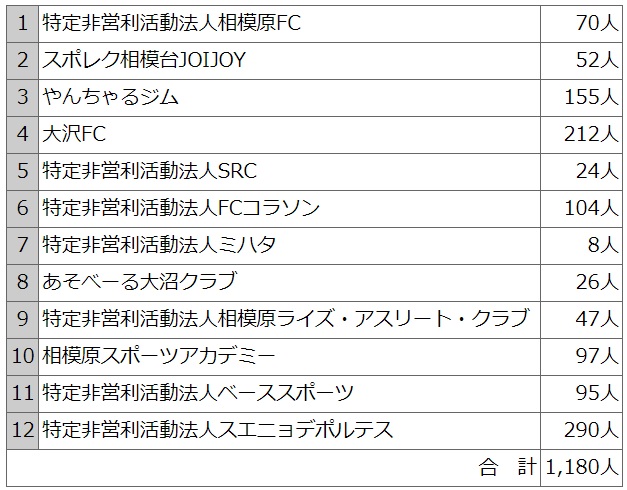 1 特定非営利活動法人相模原FC 70人
2 スポレク相模台JOIJOY 52人
3 やんちゃるジム 155人
4 大沢FC 212人
5 特定非営利活動法人SRC 24人
6 特定非営利活動法人FCコラソン 104人
7 特定非営利活動法人ミハタ 8人
8 あそべーる大沼クラブ 26人
9 特定非営利活動法人相模原ライズ・アスリート・クラブ 47人
10 相模原スポーツアカデミー 97人
11 特定非営利活動法人ベーススポーツ 95人
12 特定非営利活動法人スエニョデポルテス 290人
合　計 1,180人